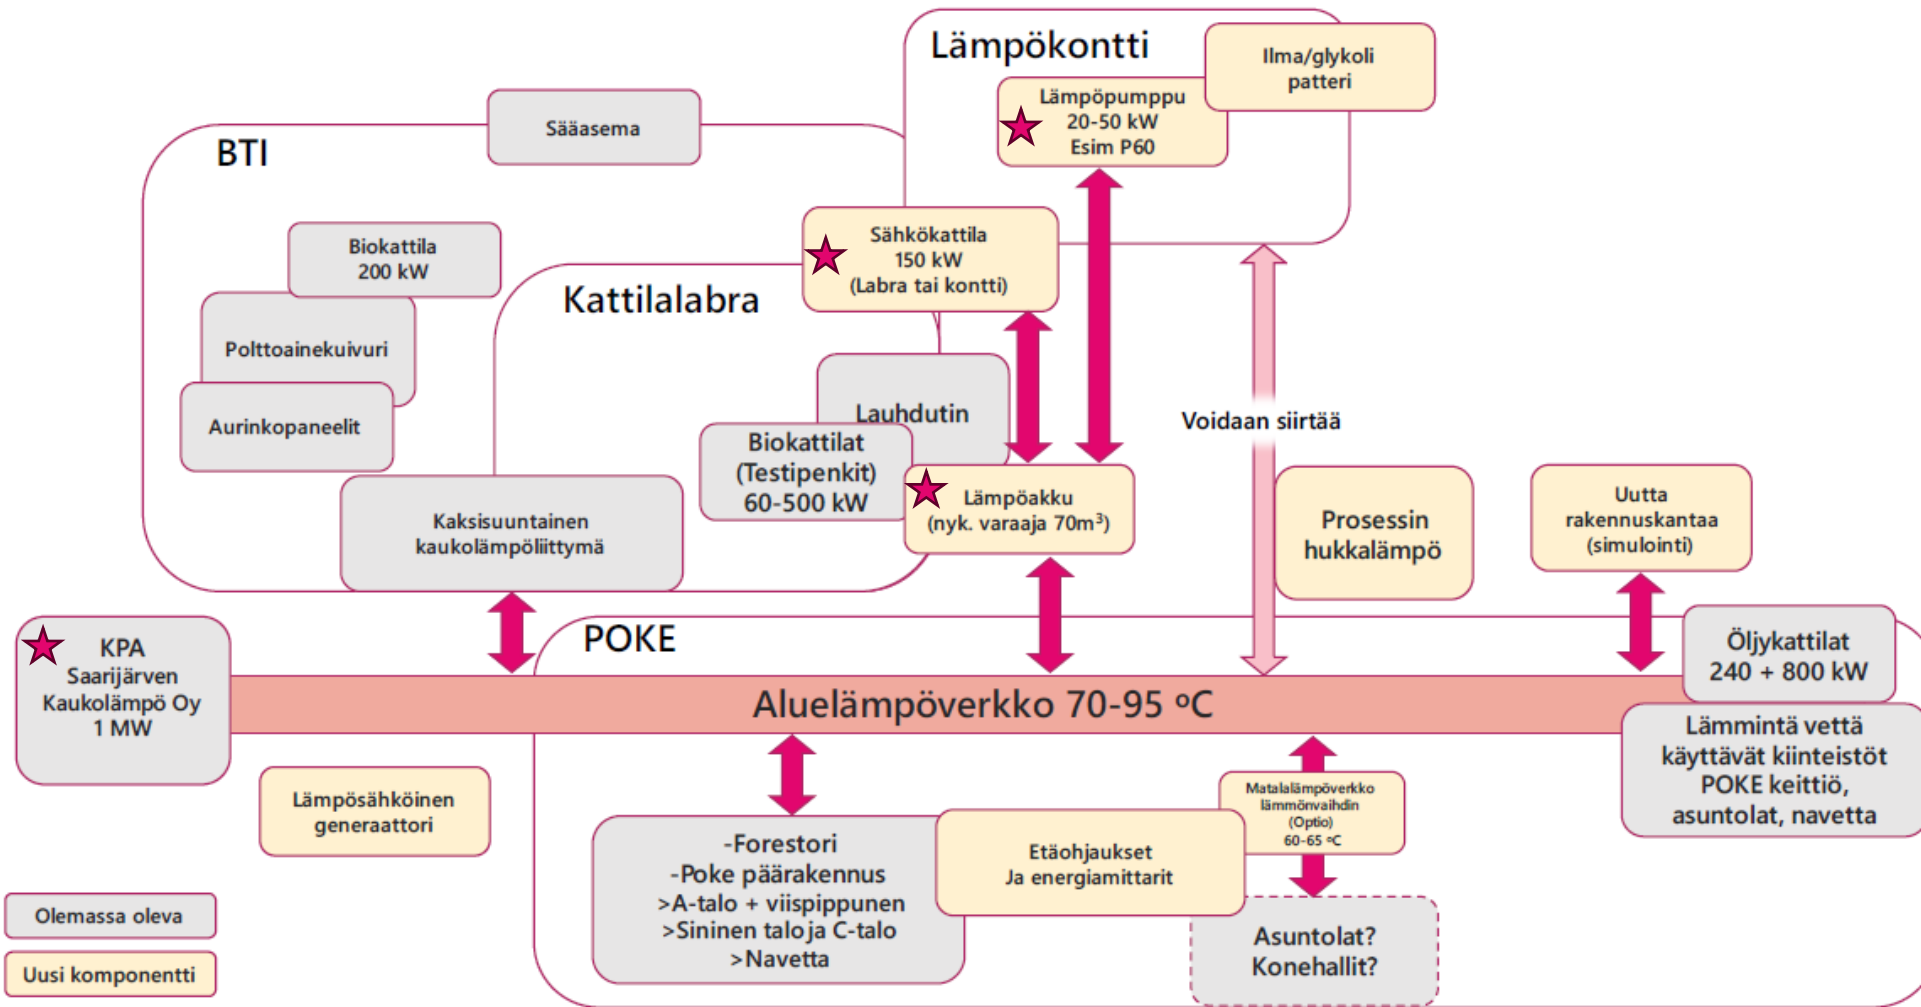 Lämpökontti
Ilma/glykoli
patteri
Lämpöpumppu
20-50 kW
Esim P60
Sääasema
BTI
Biokattila
200 kW
Sähkökattila
150 kW
(Labra tai kontti)
Kattilalabra
Polttoainekuivuri
Aurinkopaneelit
Lauhdutin
Voidaan siirtää
Biokattilat
(Testipenkit)
60-500 kW
Lämpöakku
(nyk. varaaja 70m³)
Kaksisuuntainen
kaukolämpöliittymä
Prosessin
hukkalämpö
Uutta
rakennuskantaa
(simulointi)
KPA
Saarijärven
Kaukolämpö Oy
1 MW
POKE
Öljykattilat
240 + 800 kW
Aluelämpöverkko 70-95 ºC
Lämmintä vettä
käyttävät kiinteistöt
POKE keittiö,
asuntolat, navetta
Lämpösähköinen
generaattori
Matalalämpöverkko
lämmönvaihdin
(Optio)
60-65 ºC
-Forestori
-Poke päärakennus
>A-talo + viispippunen
>Sininen talo ja C-talo
>Navetta
Etäohjaukset
Ja energiamittarit
Asuntolat?
Konehallit?
Olemassa oleva
Uusi komponentti